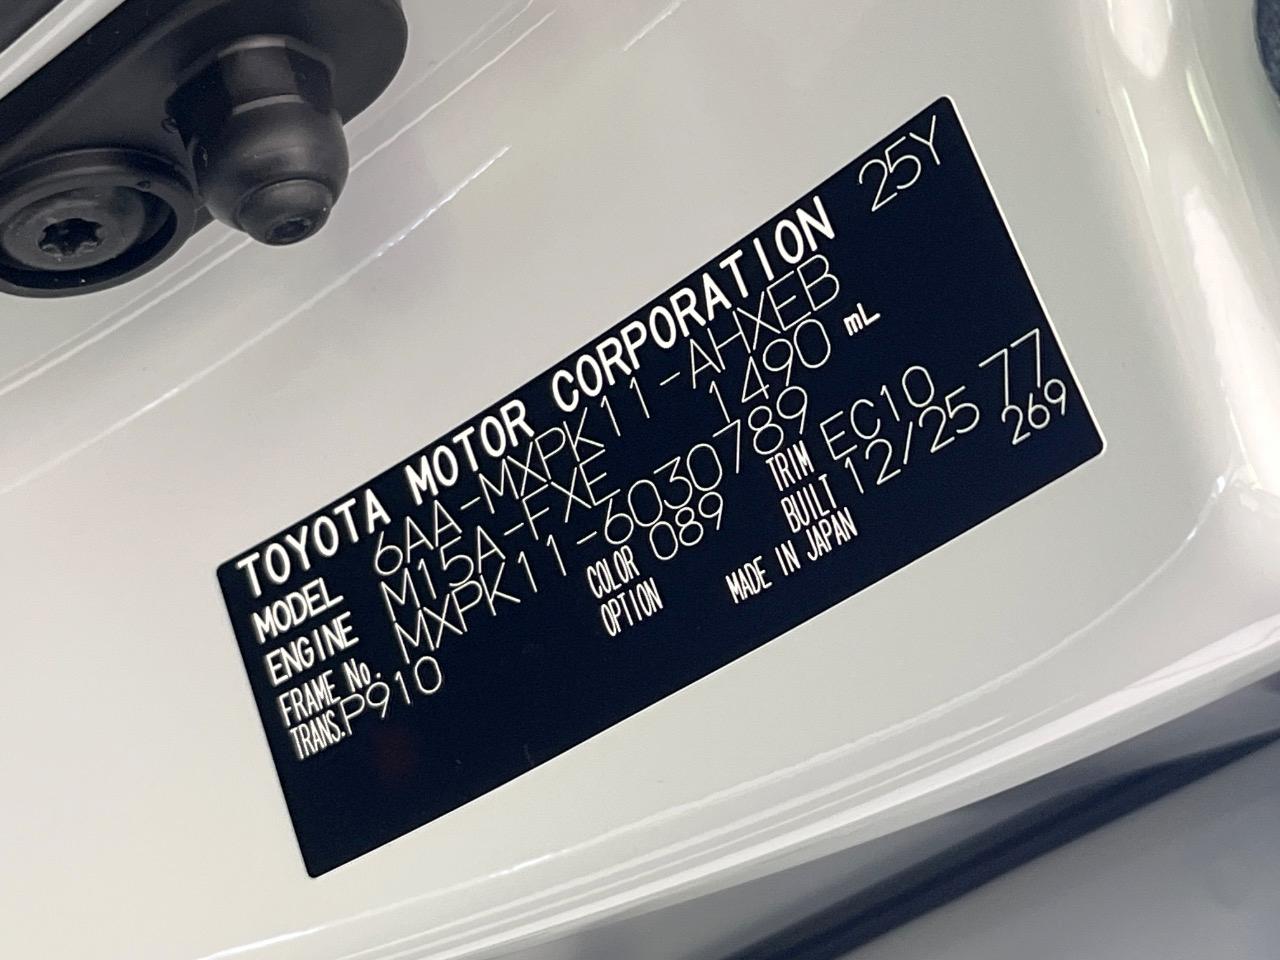 25Y
TOYOTA MOTOR CORPORATION
MODEL 6AA-MXPK11-AHXEB
ENGINE M15A-FXE 1490 mL
FRAME No. MXPK11-6030789
TRANS. P910 COLOR 089 TRIM EC10 77
OPTION BUILT 12/25 269
MADE IN JAPAN